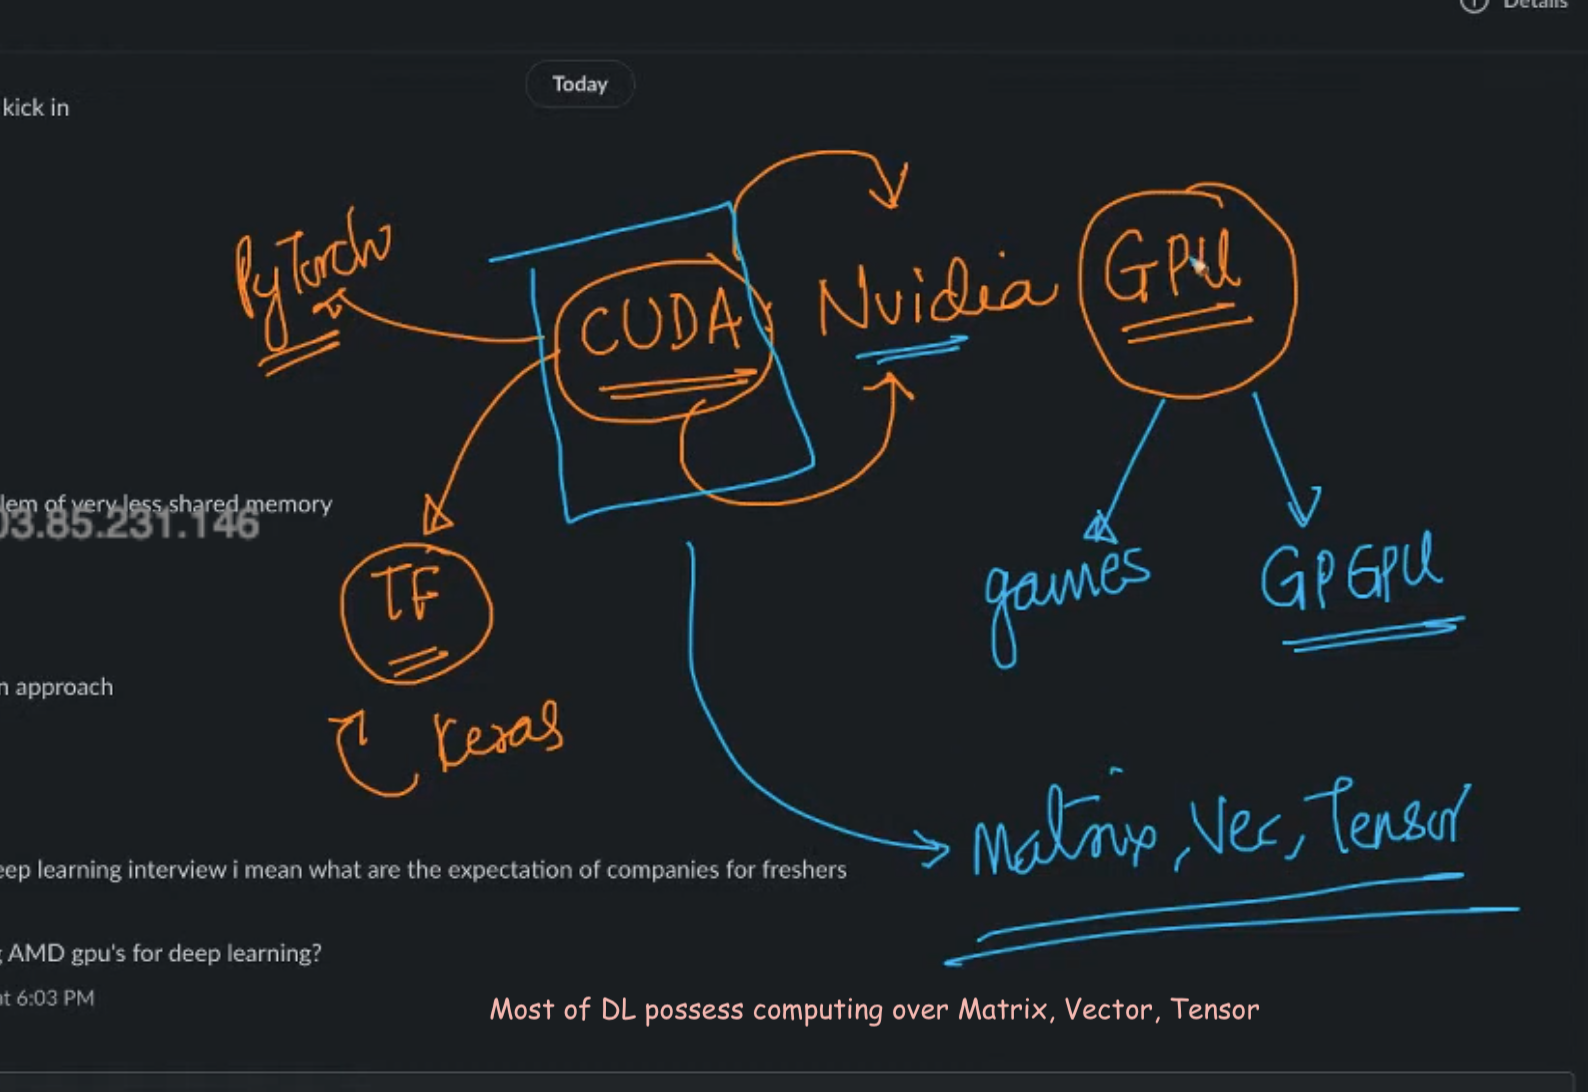 Details
Today
kick in
PyTorch
CUDA
Nvidia
GPU
lem of very less shared memory
03.85.231.146
games
GPGPU
TF
n approach
Keras
Matrix, Vec, Tensor
eep learning interview i mean what are the expectation of companies for freshers
g AMD gpu's for deep learning?
at 6:03 PM
Most of DL possess computing over Matrix, Vector, Tensor